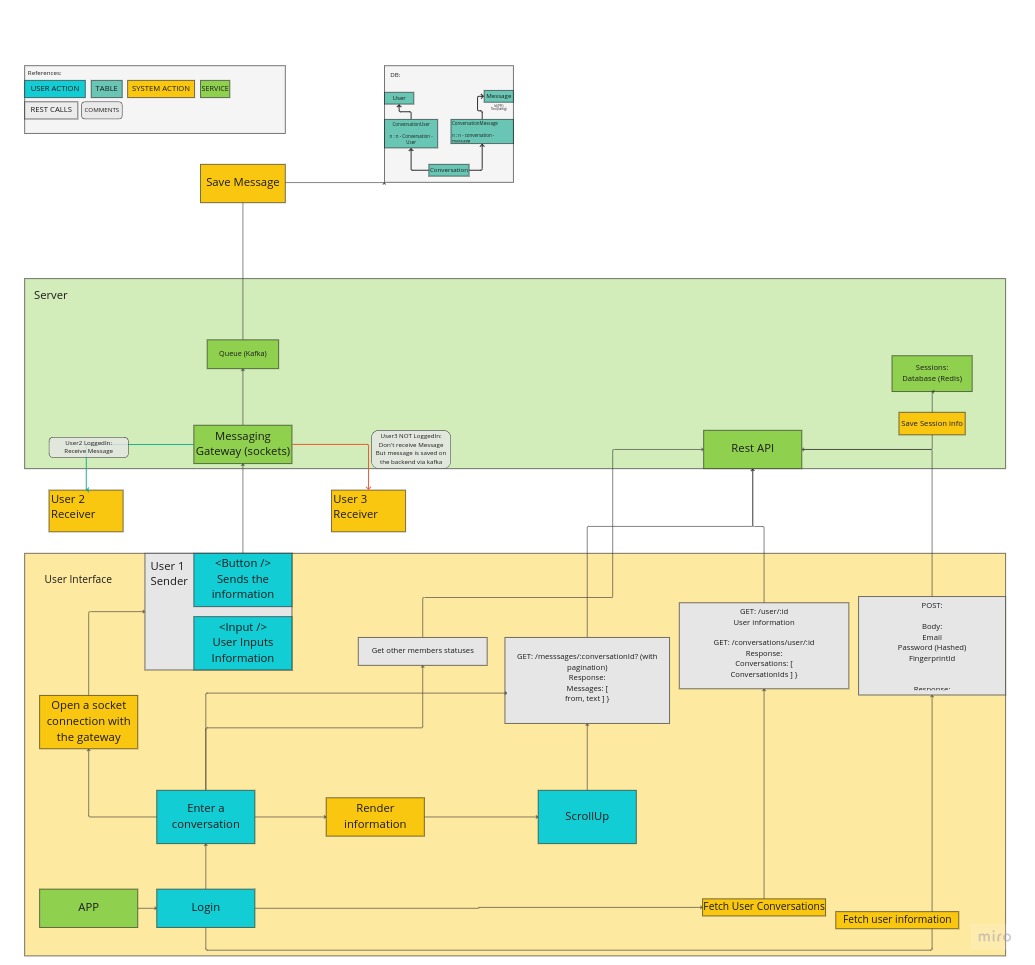 References:
USER ACTION
TABLE
SYSTEM ACTION
SERVICE
REST CALLS
COMMENTS
DB:
User
Message
ConversationUser
n : n - Conversation -
User
ConversationMessage
n : n - conversation -
message
Conversation
Save Message
Server
Queue (Kafka)
Sessions:
Database (Redis)
Save Session info
User2 LoggedIn:
Receive Message
Messaging
Gateway (sockets)
User3 NOT LoggedIn:
Don't receive Message
But message is saved on
the backend via kafka
Rest API
User 2
Receiver
User 3
Receiver
User Interface
User 1
Sender
<Button />
Sends the
information
<Input />
User Inputs
Information
Get other members statuses
GET: /messsages/:conversationId? (with
pagination)
Response:
Messages: [
from, text ] }
GET: /user/:id
User information
GET: /conversations/user/:id
Response:
Conversations: [
ConversationIds ] }
POST:
Body:
Email
Password (Hashed)
FingerprintId
Response:
Open a socket
connection with
the gateway
Enter a
conversation
Render
information
ScrollUp
APP
Login
Fetch User Conversations
Fetch user information
miro